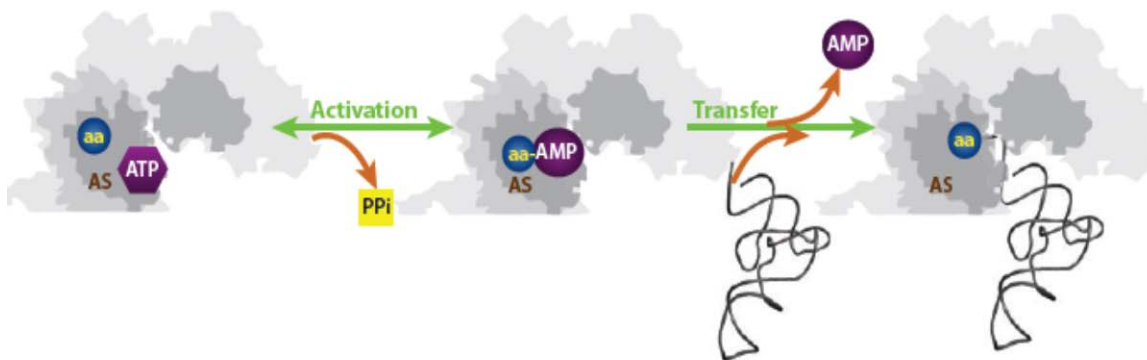 aa
ATP
AS
Activation
PPi
aa-AMP
AS
Transfer
AMP
aa
AS